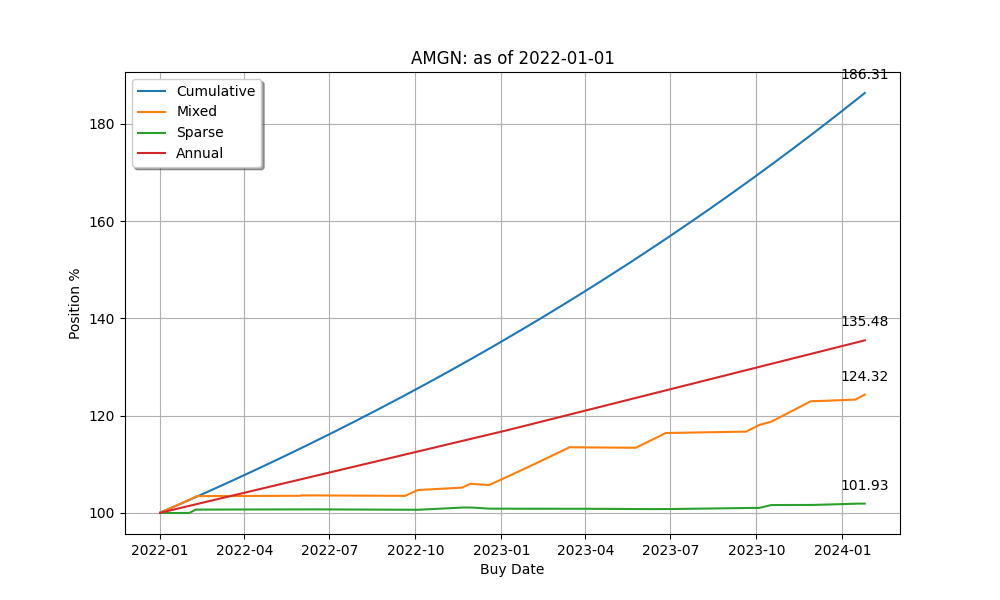 AMGN: as of 2022-01-01
Cumulative
Mixed
Sparse
Annual
186.31
135.48
124.32
101.93
Position %
180
160
140
120
100
2022-01 2022-04 2022-07 2022-10 2023-01 2023-04 2023-07 2023-10 2024-01
Buy Date